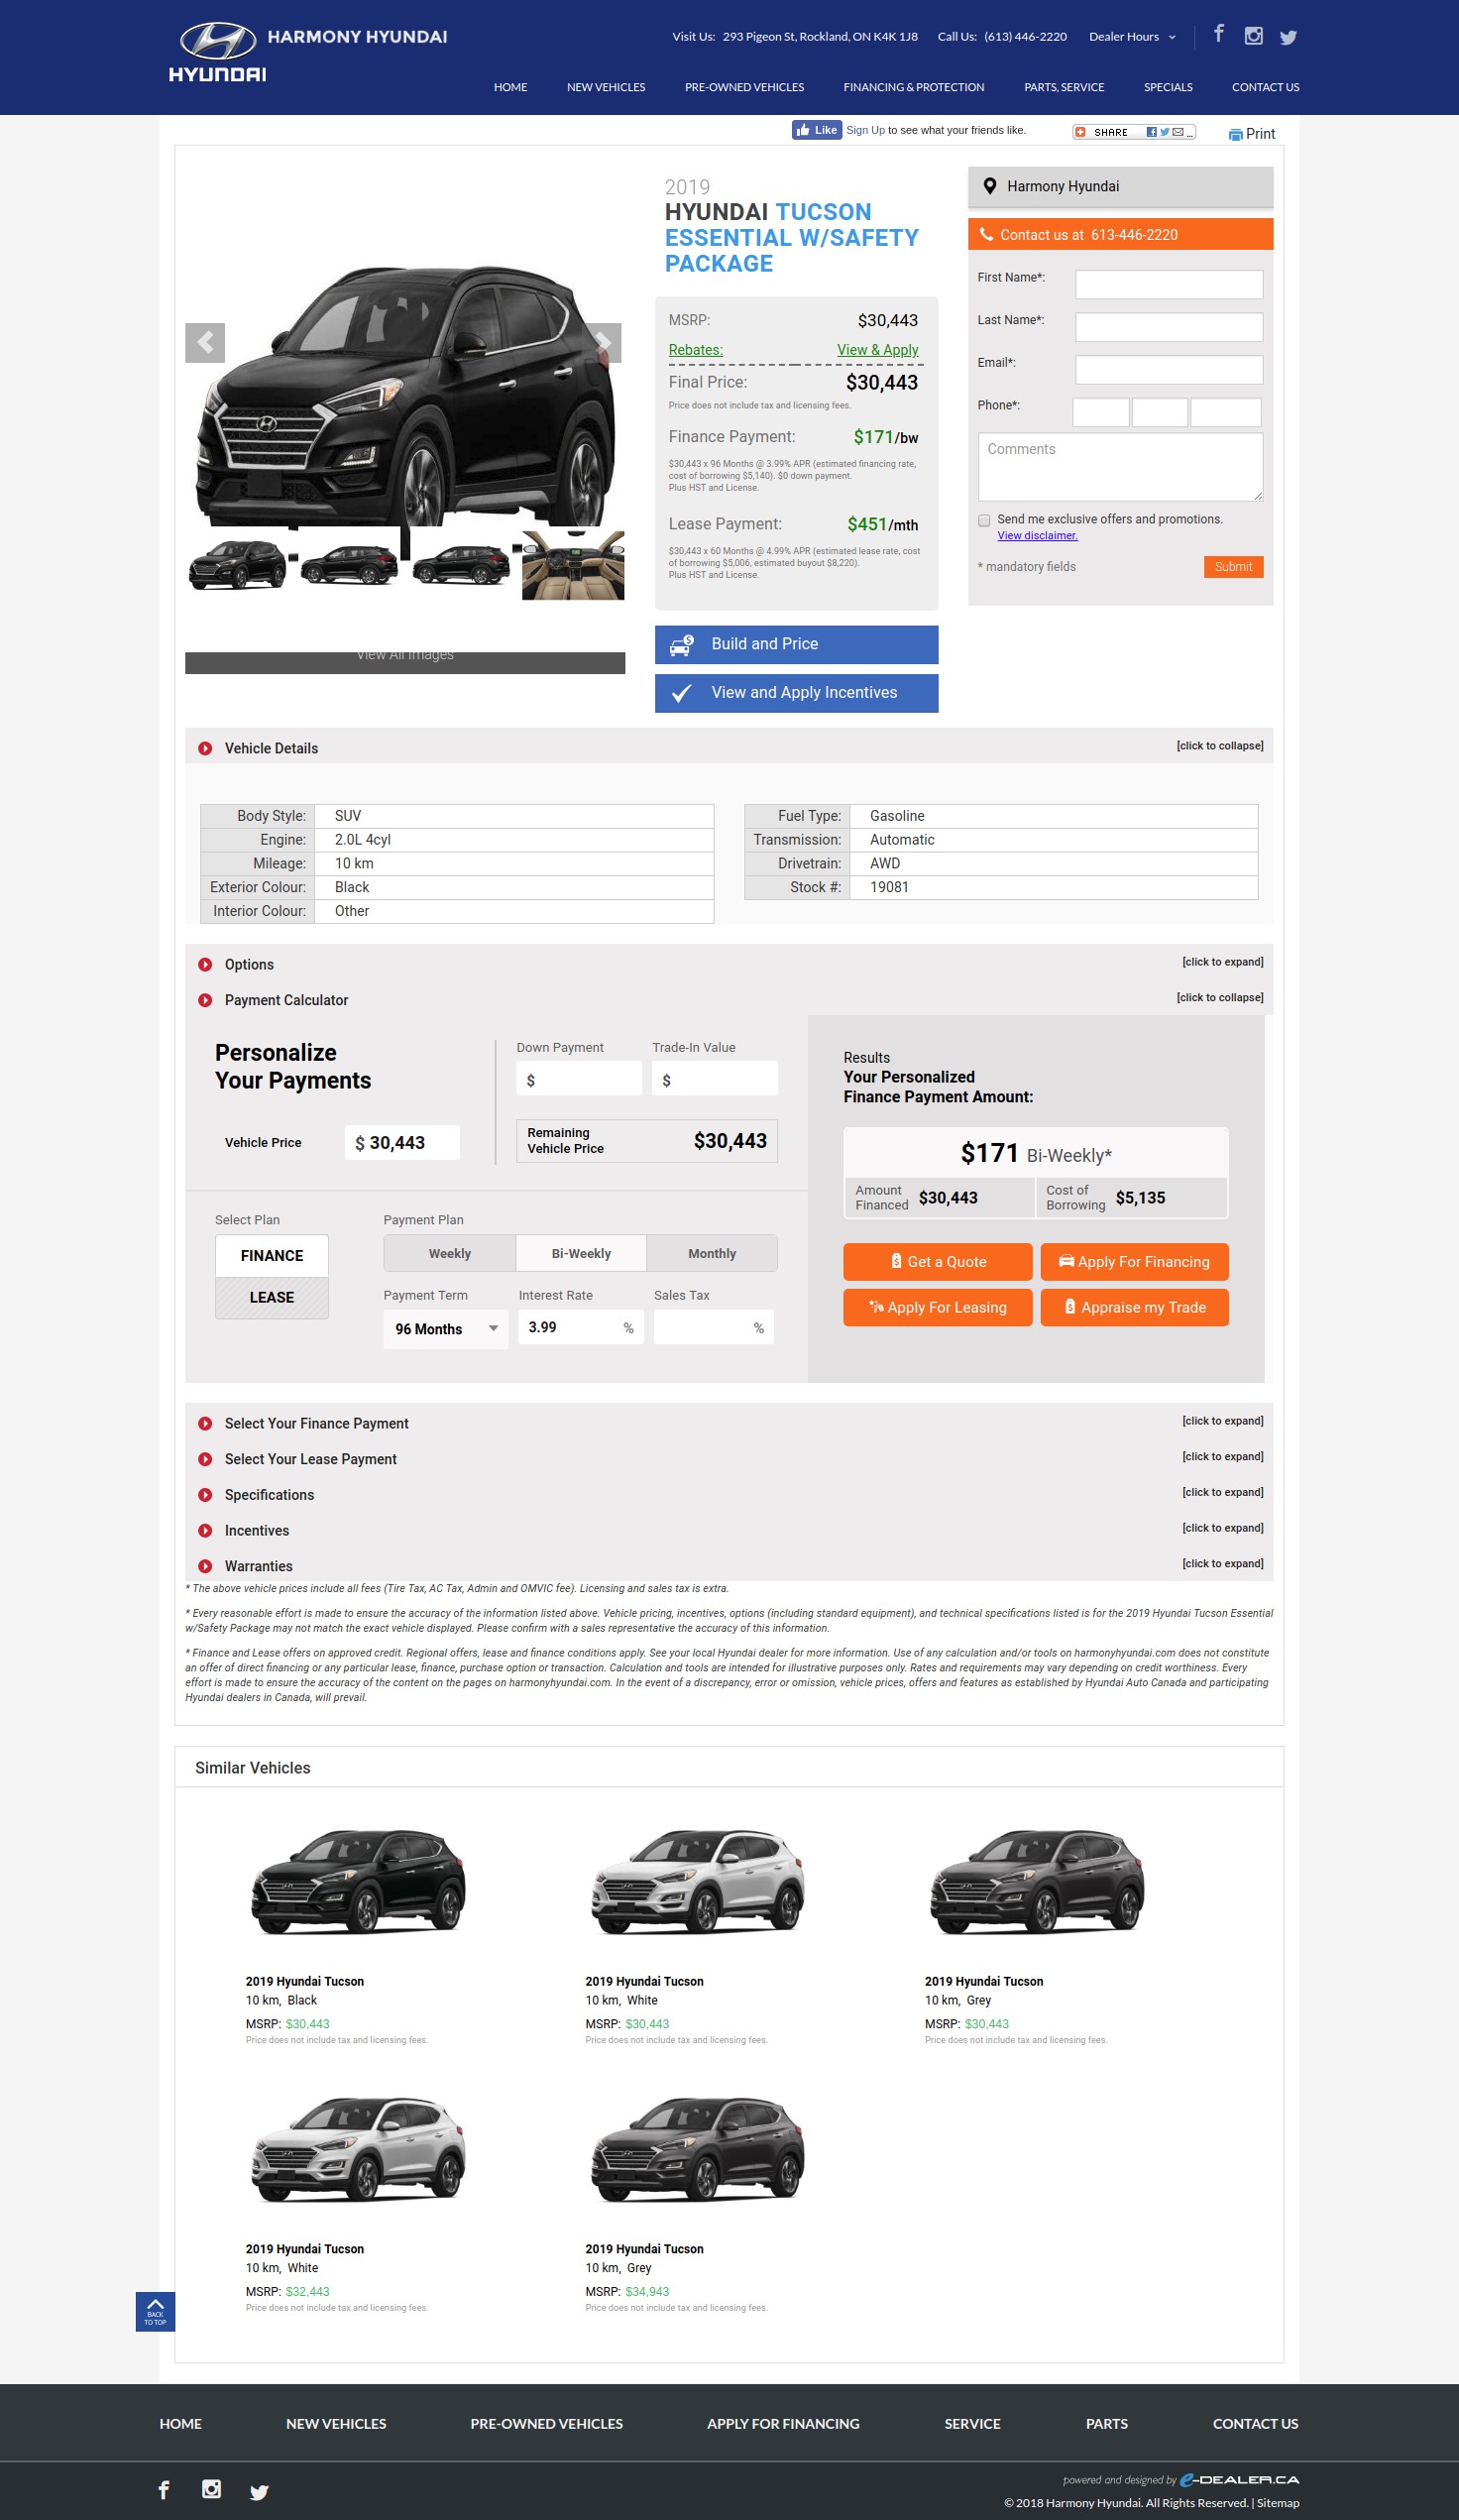 HYUNDAI
HARMONY HYUNDAI
Visit Us: 293 Pigeon St, Rockland, ON K4K 1J8 Call Us: (613) 446-2220 Dealer Hours
HOME NEW VEHICLES PRE-OWNED VEHICLES FINANCING & PROTECTION PARTS, SERVICE SPECIALS CONTACT US
Like Sign Up to see what your friends like.
SHARE ...
Print
2019
HYUNDAI TUCSON
ESSENTIAL W/SAFETY
PACKAGE
MSRP: $30,443
Rebates: View & Apply
Final Price: $30,443
Price does not include tax and licensing fees.
Finance Payment: $171/bw
$30,443 x 96 Months @ 3.99% APR (estimated financing rate,
cost of borrowing $5,140). $0 down payment.
Plus HST and License.
Lease Payment: $451/mth
$30,443 x 60 Months @ 4.99% APR (estimated lease rate, cost
of borrowing $5,006, estimated buyout $8,220).
Plus HST and License.
Build and Price
View and Apply Incentives
Harmony Hyundai
Contact us at 613-446-2220
First Name*:
Last Name*:
Email*:
Phone*:
Comments
Send me exclusive offers and promotions.
View disclaimer.
* mandatory fields Submit
View All Images
Vehicle Details [click to collapse]
Body Style: SUV
Engine: 2.0L 4cyl
Mileage: 10 km
Exterior Colour: Black
Interior Colour: Other
Fuel Type: Gasoline
Transmission: Automatic
Drivetrain: AWD
Stock #: 19081
Options [click to expand]
Payment Calculator [click to collapse]
Personalize
Your Payments
Vehicle Price $ 30,443
Down Payment Trade-In Value
$ $
Remaining
Vehicle Price $30,443
Select Plan
FINANCE
LEASE
Payment Plan
Weekly Bi-Weekly Monthly
Payment Term Interest Rate Sales Tax
96 Months 3.99 % %
Results
Your Personalized
Finance Payment Amount:
$171 Bi-Weekly*
Amount
Financed $30,443
Cost of
Borrowing $5,135
Get a Quote Apply For Financing
Apply For Leasing Appraise my Trade
Select Your Finance Payment [click to expand]
Select Your Lease Payment [click to expand]
Specifications [click to expand]
Incentives [click to expand]
Warranties [click to expand]
* The above vehicle prices include all fees (Tire Tax, AC Tax, Admin and OMVIC fee). Licensing and sales tax is extra.
* Every reasonable effort is made to ensure the accuracy of the information listed above. Vehicle pricing, incentives, options (including standard equipment), and technical specifications listed is for the 2019 Hyundai Tucson Essential
w/Safety Package may not match the exact vehicle displayed. Please confirm with a sales representative the accuracy of this information.
* Finance and Lease offers on approved credit. Regional offers, lease and finance conditions apply. See your local Hyundai dealer for more information. Use of any calculation and/or tools on harmonyhyundai.com does not constitute
an offer of direct financing or any particular lease, finance, purchase option or transaction. Calculation and tools are intended for illustrative purposes only. Rates and requirements may vary depending on credit worthiness. Every
effort is made to ensure the accuracy of the content on the pages on harmonyhyundai.com. In the event of a discrepancy, error or omission, vehicle prices, offers and features as established by Hyundai Auto Canada and participating
Hyundai dealers in Canada, will prevail.
Similar Vehicles
2019 Hyundai Tucson
10 km, Black
MSRP: $30,443
Price does not include tax and licensing fees.
2019 Hyundai Tucson
10 km, White
MSRP: $30,443
Price does not include tax and licensing fees.
2019 Hyundai Tucson
10 km, Grey
MSRP: $30,443
Price does not include tax and licensing fees.
2019 Hyundai Tucson
10 km, White
MSRP: $32,443
Price does not include tax and licensing fees.
2019 Hyundai Tucson
10 km, Grey
MSRP: $34,943
Price does not include tax and licensing fees.
BACK
TO TOP
HOME NEW VEHICLES PRE-OWNED VEHICLES APPLY FOR FINANCING SERVICE PARTS CONTACT US
powered and designed by e-DEALER.CA
© 2018 Harmony Hyundai. All Rights Reserved. | Sitemap